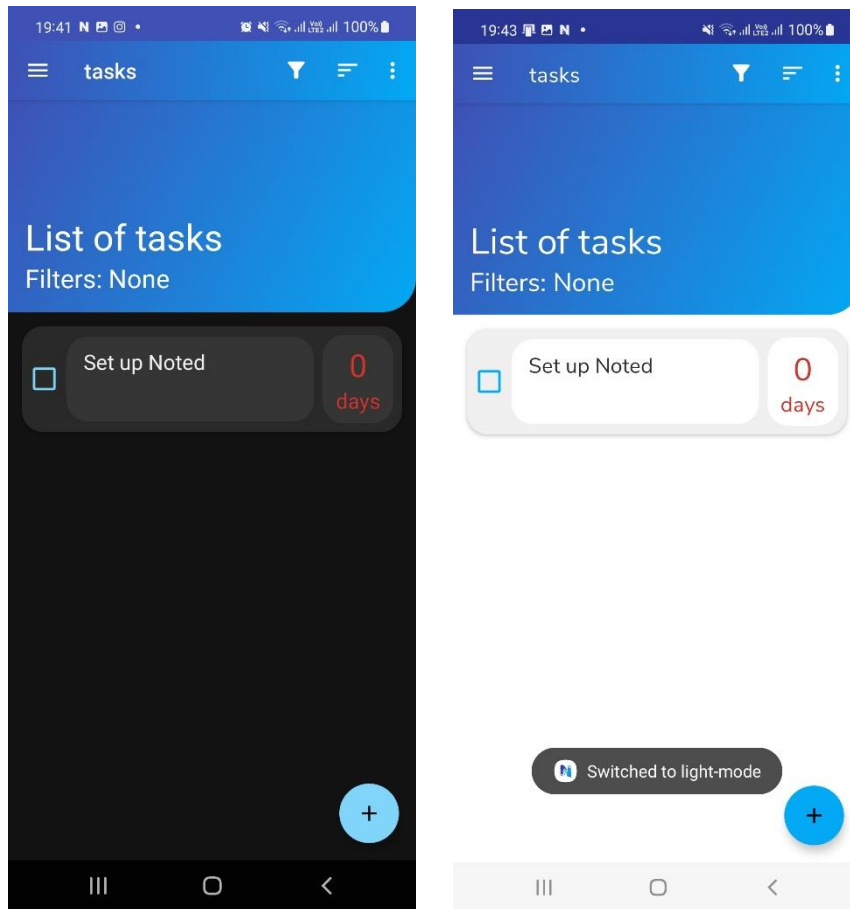 19:41 N 100%
tasks
List of tasks
Filters: None
Set up Noted
0
days
+
19:43 N 100%
tasks
List of tasks
Filters: None
Set up Noted
0
days
N Switched to light-mode
+